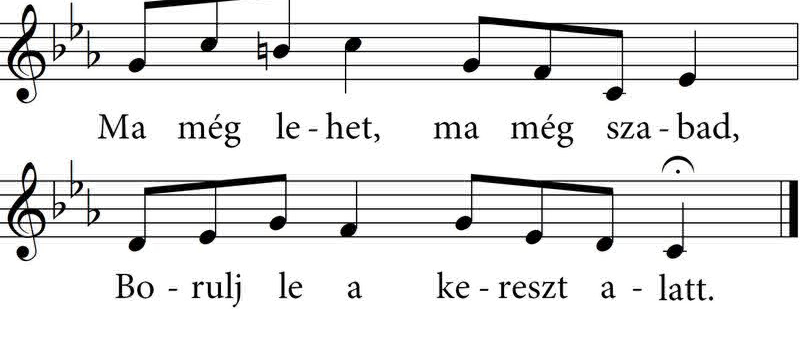 Ma még le - het, ma még sza - bad,
Bo - rulj le a ke - reszt a - latt.